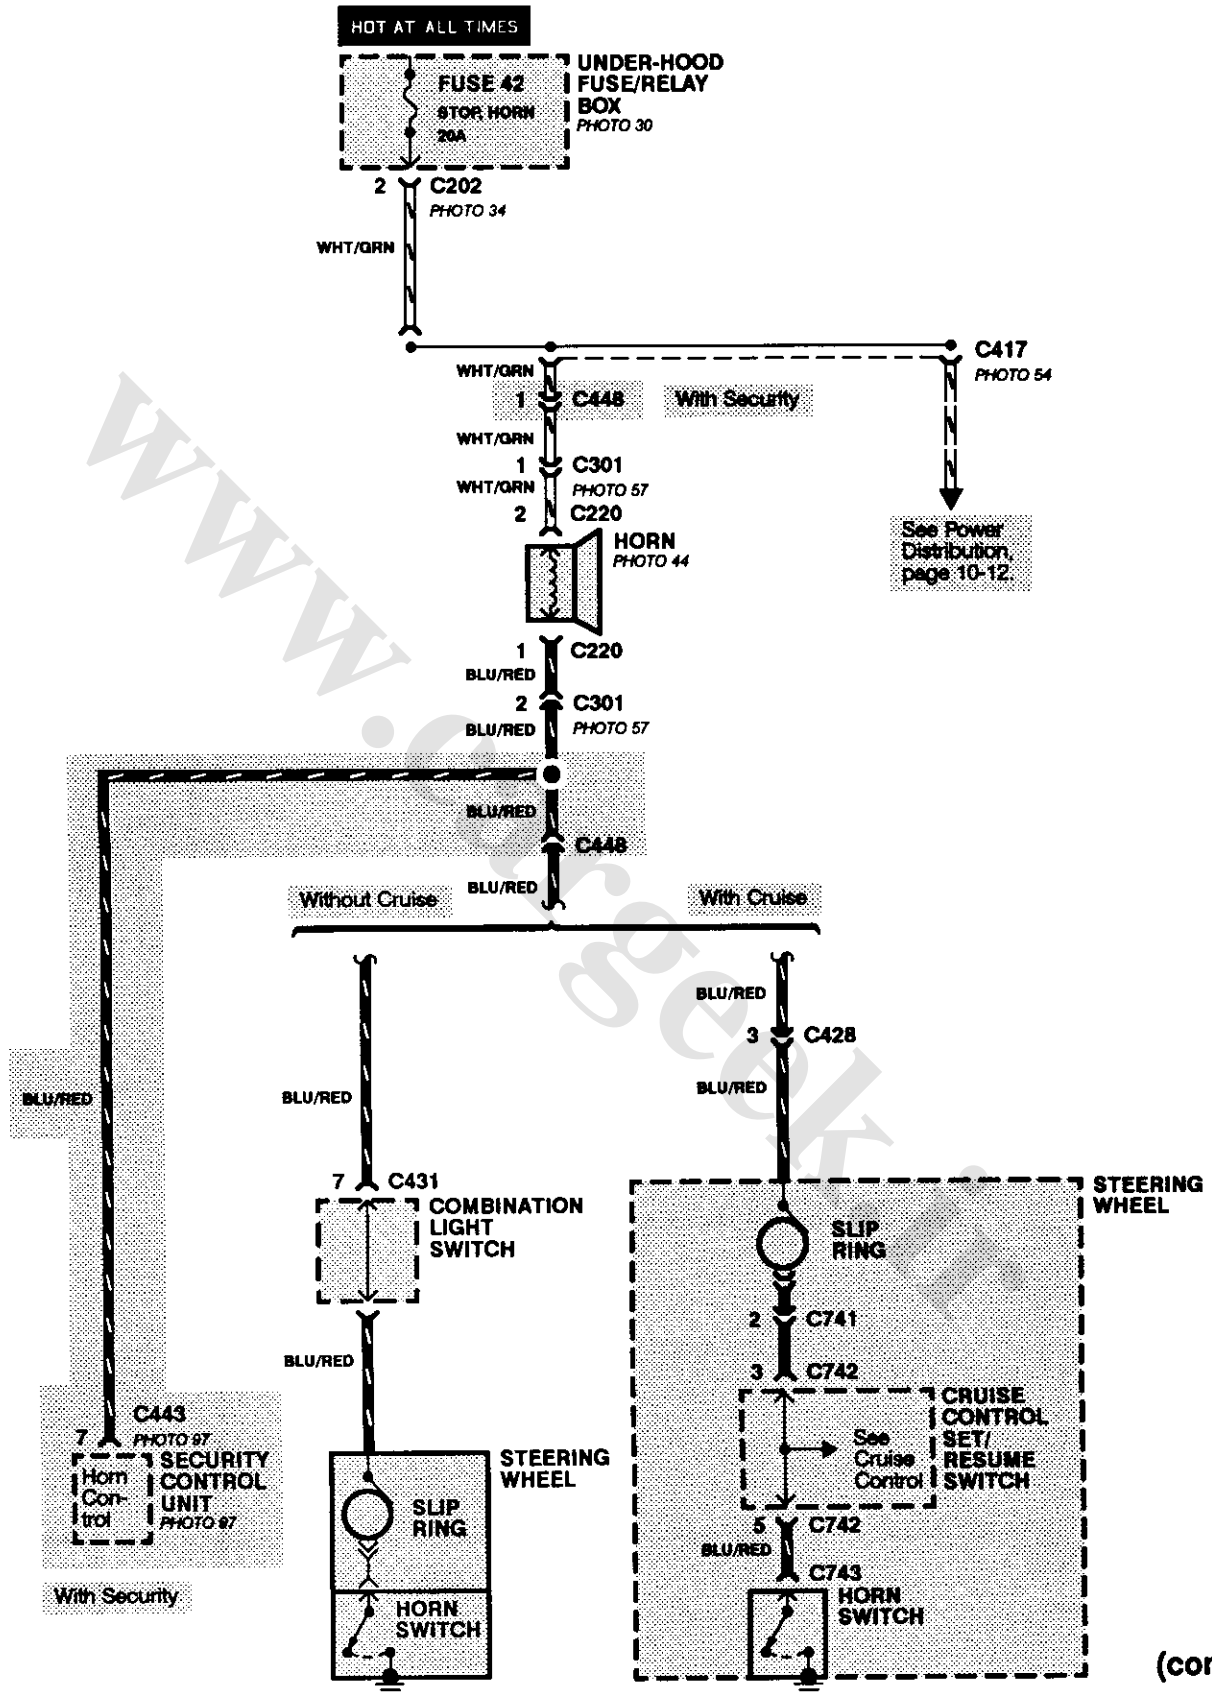 HOT AT ALL TIMES
UNDER-HOOD
FUSE/RELAY
BOX
PHOTO 30
FUSE 42
STOP, HORN
20A
2 C202
PHOTO 34
WHT/GRN
C417
PHOTO 54
WHT/GRN
1 C448
With Security
WHT/GRN
1 C301
PHOTO 57
WHT/GRN
2 C220
HORN
PHOTO 44
See Power
Distribution,
page 10-12.
1 C220
BLU/RED
2 C301
PHOTO 57
BLU/RED
BLU/RED
C448
BLU/RED
Without Cruise
With Cruise
BLU/RED
3 C428
BLU/RED
BLU/RED
BLU/RED
7 C431
COMBINATION
LIGHT
SWITCH
STEERING
WHEEL
SLIP
RING
2 C741
3 C742
BLU/RED
CRUISE
CONTROL
SET/
RESUME
SWITCH
See
Cruise
Control
C443
PHOTO 97
7
SECURITY
CONTROL
UNIT
PHOTO 97
Horn
Con-
trol
With Security
STEERING
WHEEL
SLIP
RING
HORN
SWITCH
5 C742
BLU/RED
C743
HORN
SWITCH
(cor
www.cargeek.ir